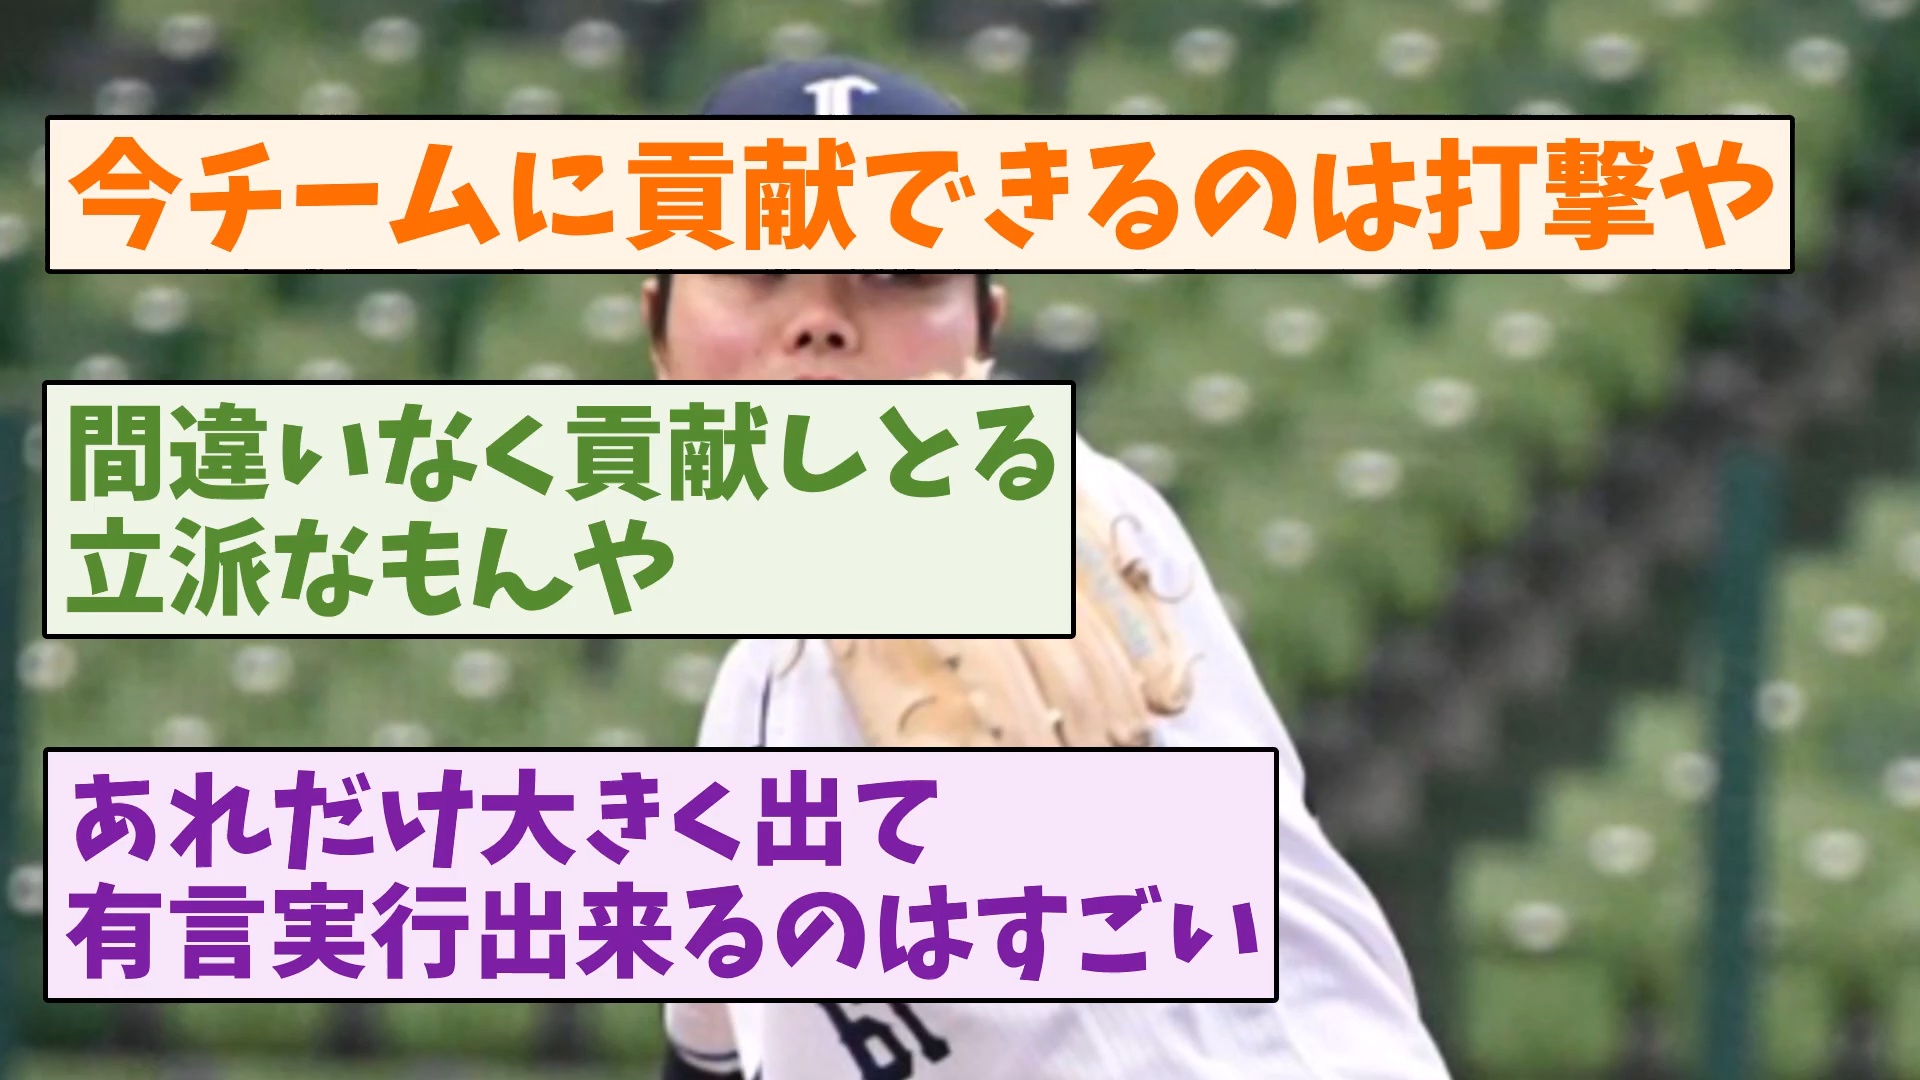 今チームに貢献できるのは打撃や
間違いなく貢献しとる
立派なもんや
あれだけ大きく出て
有言実行出来るのはすごい